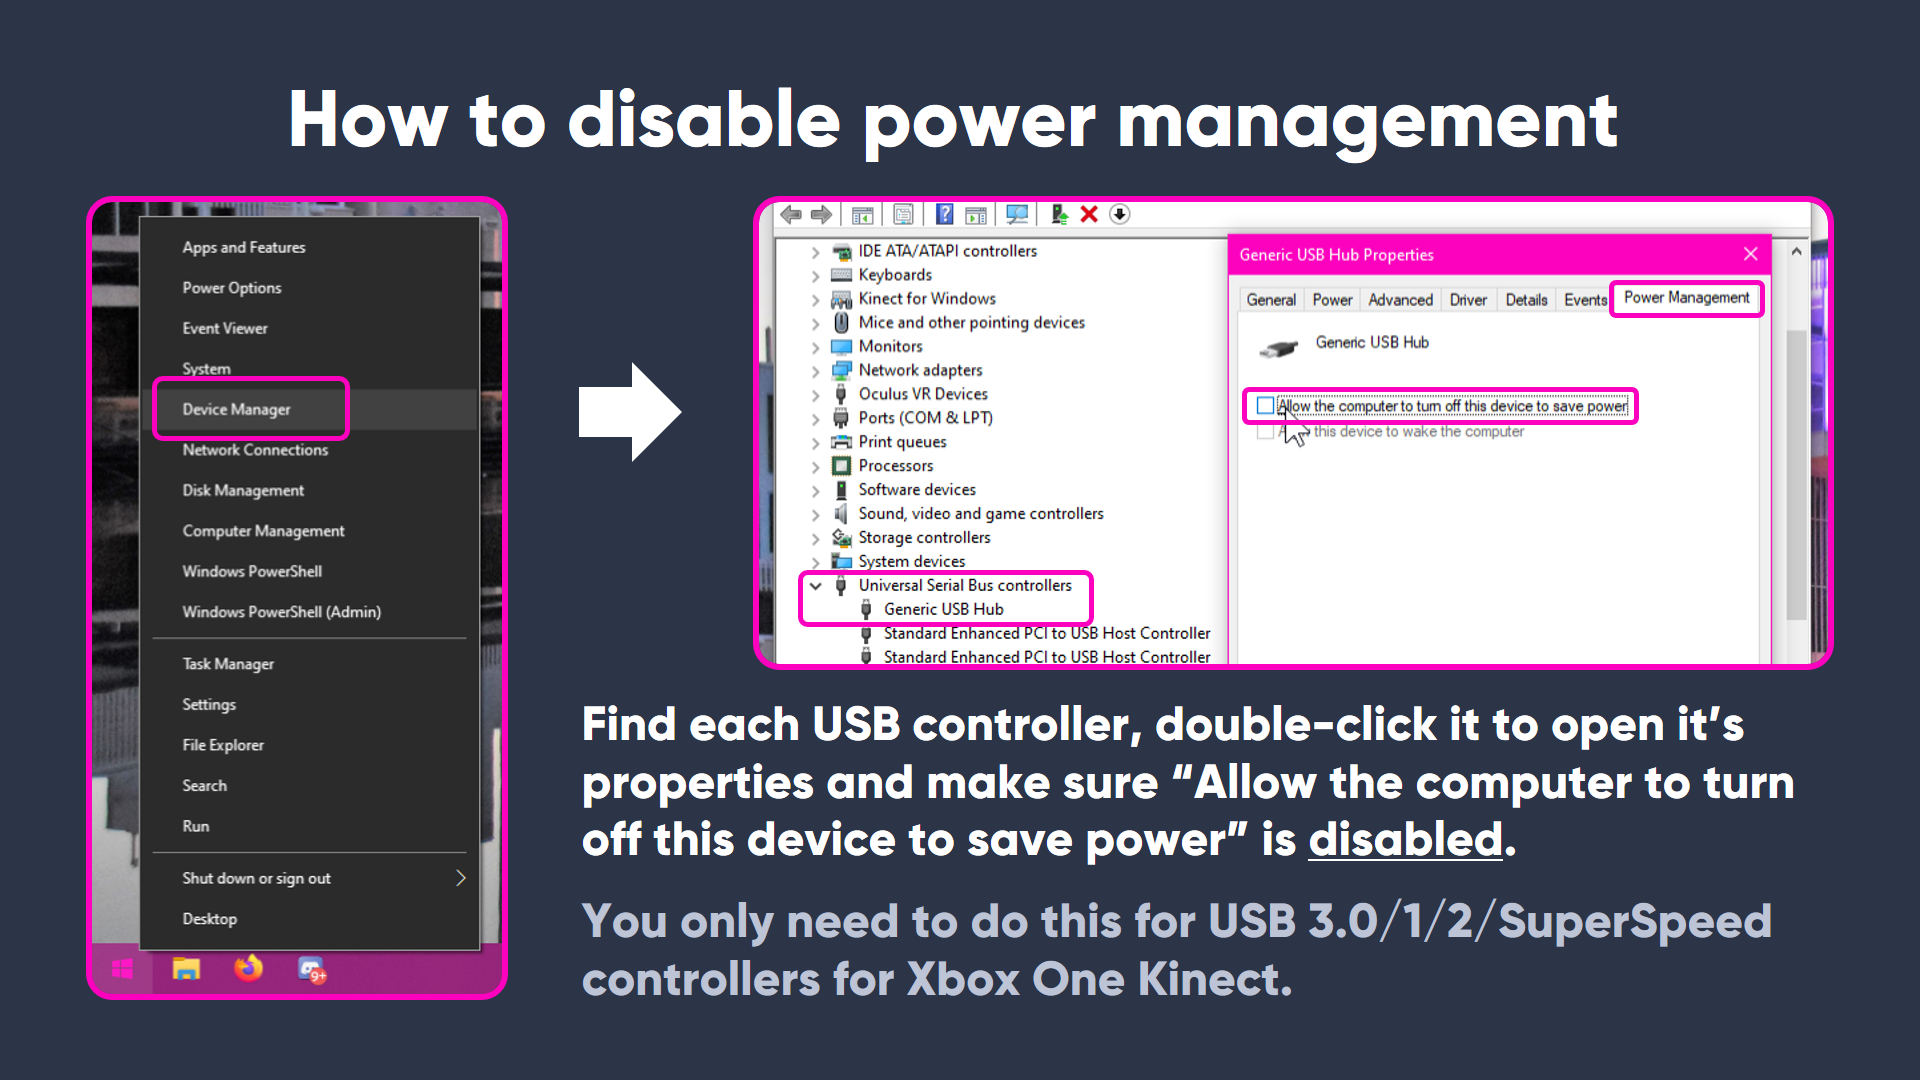 How to disable power management
Apps and Features
Power Options
Event Viewer
System
Device Manager
Network Connections
Disk Management
Computer Management
Windows PowerShell
Windows PowerShell (Admin)
Task Manager
Settings
File Explorer
Search
Run
Shut down or sign out
Desktop
9+
IDE ATA/ATAPI controllers
Keyboards
Kinect for Windows
Mice and other pointing devices
Monitors
Network adapters
Oculus VR Devices
Ports (COM & LPT)
Print queues
Processors
Software devices
Sound, video and game controllers
Storage controllers
System devices
Universal Serial Bus controllers
Generic USB Hub
Standard Enhanced PCI to USB Host Controller
Standard Enhanced PCI to USB Host Controller
Generic USB Hub Properties
General Power Advanced Driver Details Events Power Management
Generic USB Hub
Allow the computer to turn off this device to save power
this device to wake the computer
Find each USB controller, double-click it to open it’s
properties and make sure “Allow the computer to turn
off this device to save power” is disabled.
You only need to do this for USB 3.0/1/2/SuperSpeed
controllers for Xbox One Kinect.